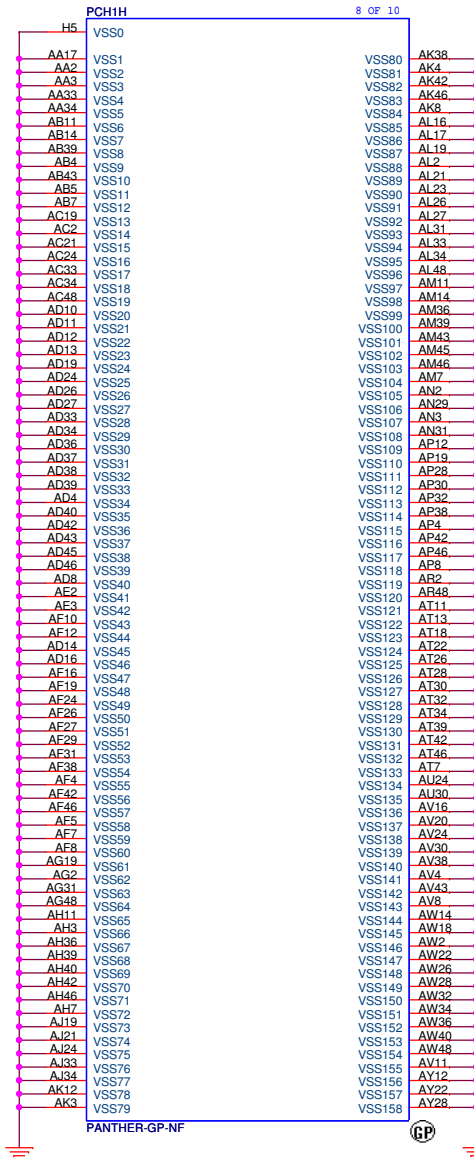 PCH1H 8 OF 10
H5 VSS0
AA17 VSS1 VSS80 AK38
AA2 VSS2 VSS81 AK4
AA3 VSS3 VSS82 AK42
AA33 VSS4 VSS83 AK46
AA34 VSS5 VSS84 AK8
AB11 VSS6 VSS85 AL16
AB14 VSS7 VSS86 AL17
AB39 VSS8 VSS87 AL19
AB4 VSS9 VSS88 AL2
AB43 VSS10 VSS89 AL21
AB5 VSS11 VSS90 AL23
AB7 VSS12 VSS91 AL26
AC19 VSS13 VSS92 AL27
AC2 VSS14 VSS93 AL31
AC21 VSS15 VSS94 AL33
AC24 VSS16 VSS95 AL34
AC33 VSS17 VSS96 AL48
AC34 VSS18 VSS97 AM11
AC48 VSS19 VSS98 AM14
AD10 VSS20 VSS99 AM36
AD11 VSS21 VSS100 AM39
AD12 VSS22 VSS101 AM43
AD13 VSS23 VSS102 AM45
AD19 VSS24 VSS103 AM46
AD24 VSS25 VSS104 AM7
AD26 VSS26 VSS105 AN2
AD27 VSS27 VSS106 AN29
AD33 VSS28 VSS107 AN3
AD34 VSS29 VSS108 AN31
AD36 VSS30 VSS109 AP12
AD37 VSS31 VSS110 AP19
AD38 VSS32 VSS111 AP28
AD39 VSS33 VSS112 AP30
AD4 VSS34 VSS113 AP32
AD40 VSS35 VSS114 AP38
AD42 VSS36 VSS115 AP4
AD43 VSS37 VSS116 AP42
AD45 VSS38 VSS117 AP46
AD46 VSS39 VSS118 AP8
AD8 VSS40 VSS119 AR2
AE2 VSS41 VSS120 AR48
AE3 VSS42 VSS121 AT11
AF10 VSS43 VSS122 AT13
AF12 VSS44 VSS123 AT18
AD14 VSS45 VSS124 AT22
AD16 VSS46 VSS125 AT26
AF16 VSS47 VSS126 AT28
AF19 VSS48 VSS127 AT30
AF24 VSS49 VSS128 AT32
AF26 VSS50 VSS129 AT34
AF27 VSS51 VSS130 AT39
AF29 VSS52 VSS131 AT42
AF31 VSS53 VSS132 AT46
AF38 VSS54 VSS133 AT7
AF4 VSS55 VSS134 AU24
AF42 VSS56 VSS135 AU30
AF46 VSS57 VSS136 AV16
AF5 VSS58 VSS137 AV20
AF7 VSS59 VSS138 AV24
AF8 VSS60 VSS139 AV30
AG19 VSS61 VSS140 AV38
AG2 VSS62 VSS141 AV4
AG31 VSS63 VSS142 AV43
AG48 VSS64 VSS143 AV8
AH11 VSS65 VSS144 AW14
AH3 VSS66 VSS145 AW18
AH36 VSS67 VSS146 AW2
AH39 VSS68 VSS147 AW22
AH40 VSS69 VSS148 AW26
AH42 VSS70 VSS149 AW28
AH46 VSS71 VSS150 AW32
AH7 VSS72 VSS151 AW34
AJ19 VSS73 VSS152 AW36
AJ21 VSS74 VSS153 AW40
AJ24 VSS75 VSS154 AW48
AJ33 VSS76 VSS155 AV11
AJ34 VSS77 VSS156 AY12
AK12 VSS78 VSS157 AY22
AK3 VSS79 VSS158 AY28
PANTHER-GP-NF GP